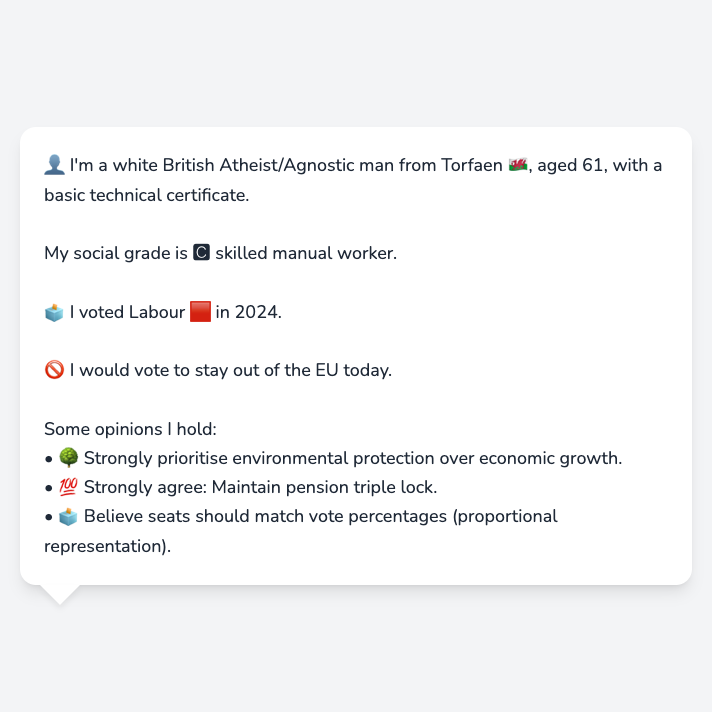 👤 I'm a white British Atheist/Agnostic man from Torfaen 🏴󠁧󠁢󠁷󠁬󠁳󠁿, aged 61, with a
basic technical certificate.
My social grade is 🅲 skilled manual worker.
🗳️ I voted Labour 🟥 in 2024.
🚫 I would vote to stay out of the EU today.
Some opinions I hold:
• 🌳 Strongly prioritise environmental protection over economic growth.
• 💯 Strongly agree: Maintain pension triple lock.
• 🗳️ Believe seats should match vote percentages (proportional
representation).